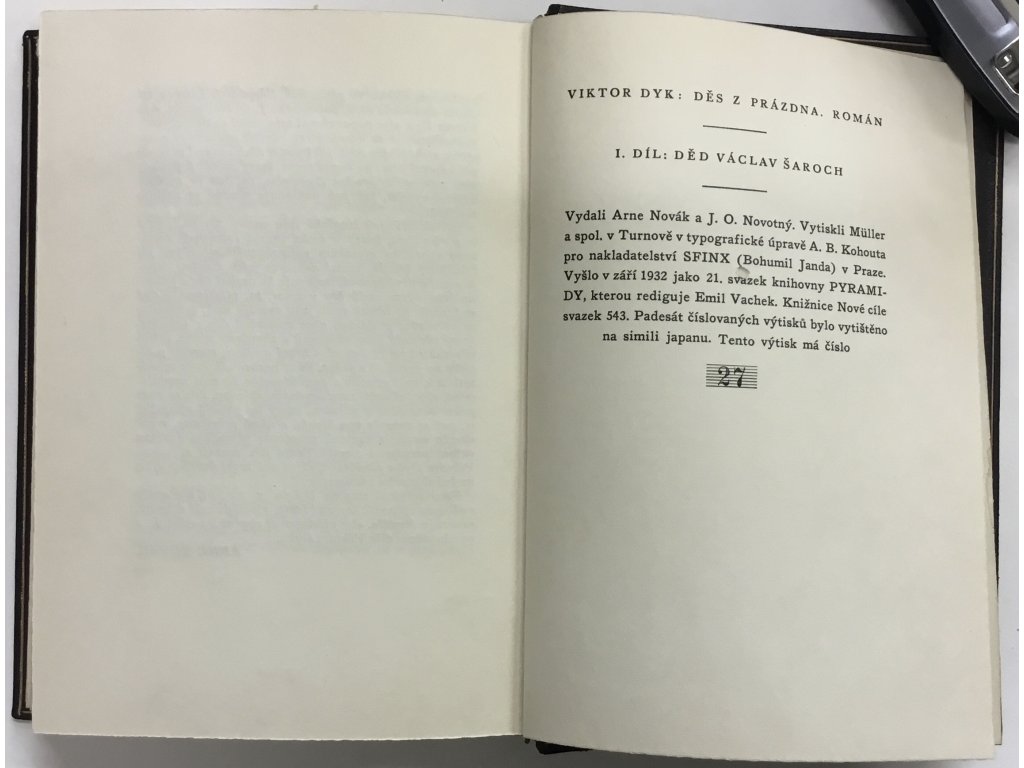 VIKTOR DYK: DĚS Z PRÁZDNA. ROMÁN
I. DÍL: DĚD VÁCLAV ŠAROCH
Vydali Arne Novák a J. O. Novotný. Vytiskli Müller
a spol. v Turnově v typografické úpravě A. B. Kohouta
pro nakladatelství SFINX (Bohumil Janda) v Praze.
Vyšlo v září 1932 jako 21. svazek knihovny PYRAMI-
DY, kterou rediguje Emil Vachek. Knižnice Nové cíle
svazek 543. Padesát číslovaných výtisků bylo vytištěno
na simili japanu. Tento výtisk má číslo
27